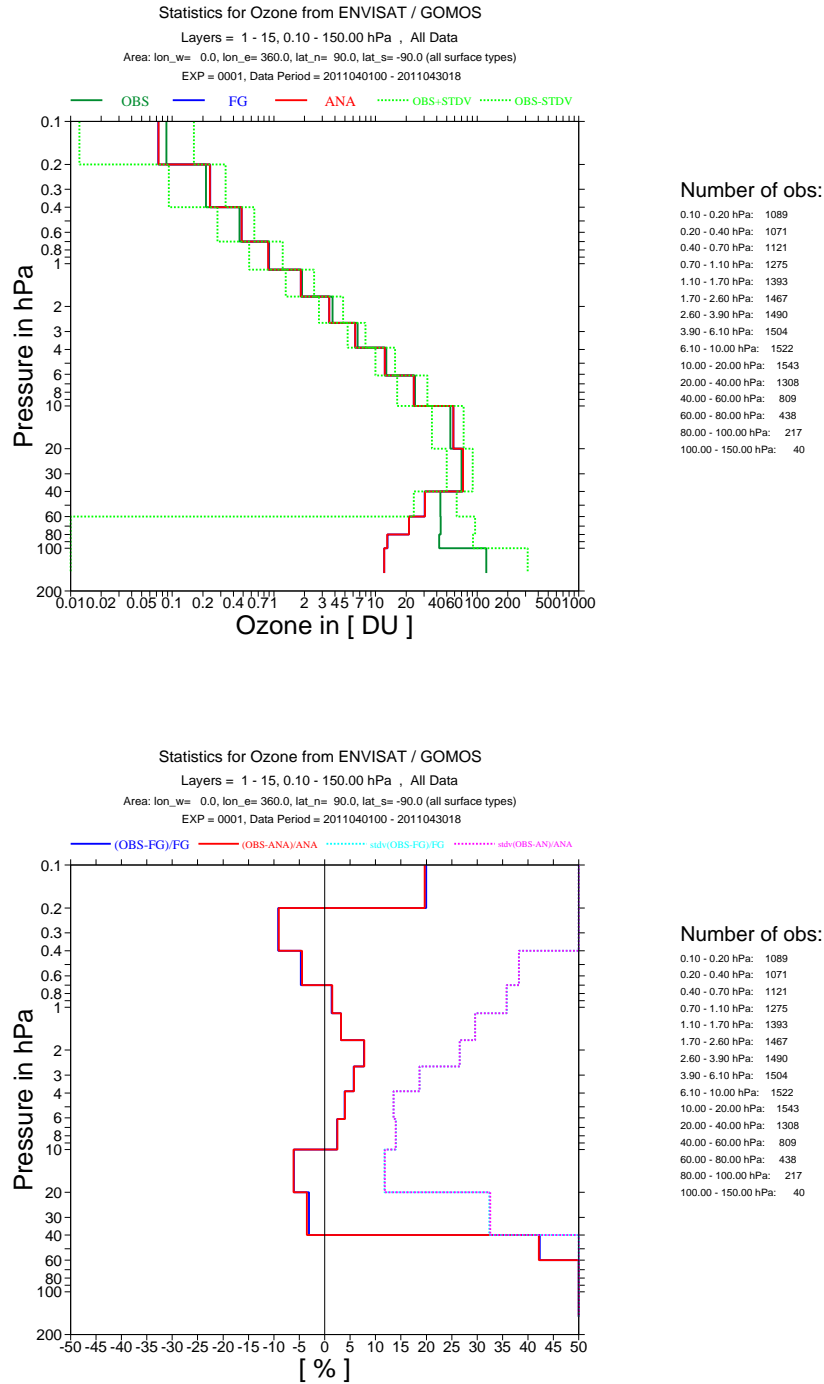 Statistics for Ozone from ENVISAT / GOMOS
Layers = 1 - 15, 0.10 - 150.00 hPa , All Data
Area: lon_w= 0.0, lon_e= 360.0, lat_n= 90.0, lat_s= -90.0 (all surface types)
EXP = 0001, Data Period = 2011040100 - 2011043018
OBS FG ANA OBS+STDV OBS-STDV
0.1
0.2
0.3
0.4
0.6
0.8
1
2
3
4
6
8
10
20
30
40
60
80
100
200
Pressure in hPa
0.01 0.02 0.05 0.1 0.2 0.4 0.7 1 2 3 4 5 7 10 20 40 60 100 200 500 1000
Ozone in [ DU ]
Number of obs:
0.10 - 0.20 hPa: 1089
0.20 - 0.40 hPa: 1071
0.40 - 0.70 hPa: 1121
0.70 - 1.10 hPa: 1275
1.10 - 1.70 hPa: 1393
1.70 - 2.60 hPa: 1467
2.60 - 3.90 hPa: 1490
3.90 - 6.10 hPa: 1504
6.10 - 10.00 hPa: 1522
10.00 - 20.00 hPa: 1543
20.00 - 40.00 hPa: 1308
40.00 - 60.00 hPa: 809
60.00 - 80.00 hPa: 438
80.00 - 100.00 hPa: 217
100.00 - 150.00 hPa: 40
Statistics for Ozone from ENVISAT / GOMOS
Layers = 1 - 15, 0.10 - 150.00 hPa , All Data
Area: lon_w= 0.0, lon_e= 360.0, lat_n= 90.0, lat_s= -90.0 (all surface types)
EXP = 0001, Data Period = 2011040100 - 2011043018
(OBS-FG)/FG (OBS-ANA)/ANA stdv(OBS-FG)/FG stdv(OBS-AN)/ANA
0.1
0.2
0.3
0.4
0.6
0.8
1
2
3
4
6
8
10
20
30
40
60
80
100
200
Pressure in hPa
-50 -45 -40 -35 -30 -25 -20 -15 -10 -5 0 5 10 15 20 25 30 35 40 45 50
[ % ]
Number of obs:
0.10 - 0.20 hPa: 1089
0.20 - 0.40 hPa: 1071
0.40 - 0.70 hPa: 1121
0.70 - 1.10 hPa: 1275
1.10 - 1.70 hPa: 1393
1.70 - 2.60 hPa: 1467
2.60 - 3.90 hPa: 1490
3.90 - 6.10 hPa: 1504
6.10 - 10.00 hPa: 1522
10.00 - 20.00 hPa: 1543
20.00 - 40.00 hPa: 1308
40.00 - 60.00 hPa: 809
60.00 - 80.00 hPa: 438
80.00 - 100.00 hPa: 217
100.00 - 150.00 hPa: 40